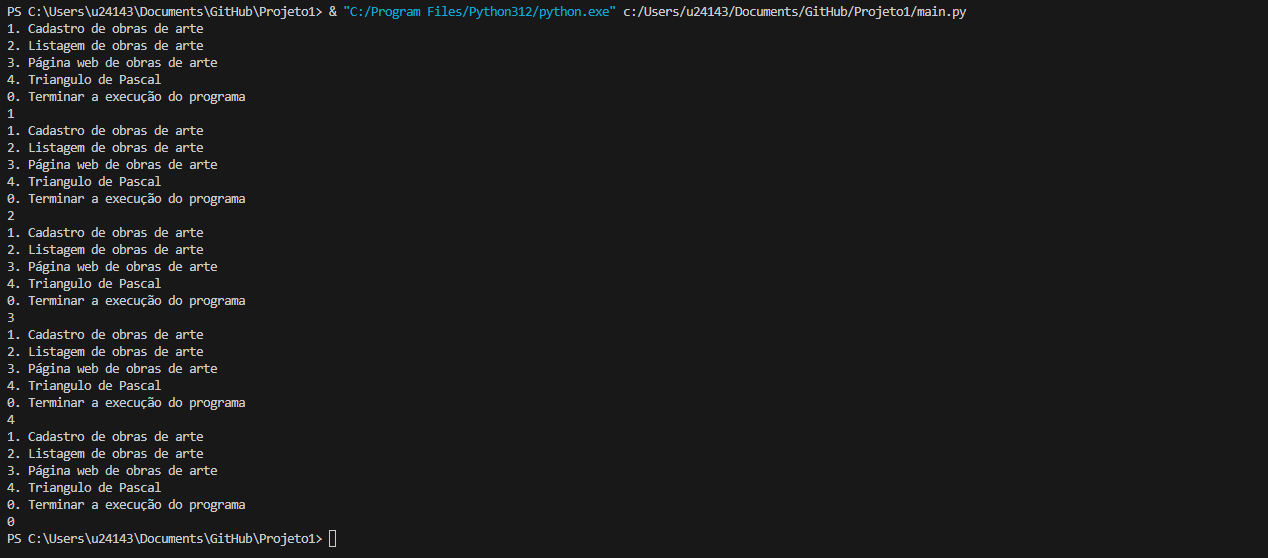 PS C:\Users\u24143\Documents\GitHub\Projeto1> & "C:/Program Files/Python312/python.exe" c:/Users/u24143/Documents/GitHub/Projeto1/main.py
1. Cadastro de obras de arte
2. Listagem de obras de arte
3. Página web de obras de arte
4. Triangulo de Pascal
0. Terminar a execução do programa
1
1. Cadastro de obras de arte
2. Listagem de obras de arte
3. Página web de obras de arte
4. Triangulo de Pascal
0. Terminar a execução do programa
2
1. Cadastro de obras de arte
2. Listagem de obras de arte
3. Página web de obras de arte
4. Triangulo de Pascal
0. Terminar a execução do programa
3
1. Cadastro de obras de arte
2. Listagem de obras de arte
3. Página web de obras de arte
4. Triangulo de Pascal
0. Terminar a execução do programa
4
1. Cadastro de obras de arte
2. Listagem de obras de arte
3. Página web de obras de arte
4. Triangulo de Pascal
0. Terminar a execução do programa
0
PS C:\Users\u24143\Documents\GitHub\Projeto1>